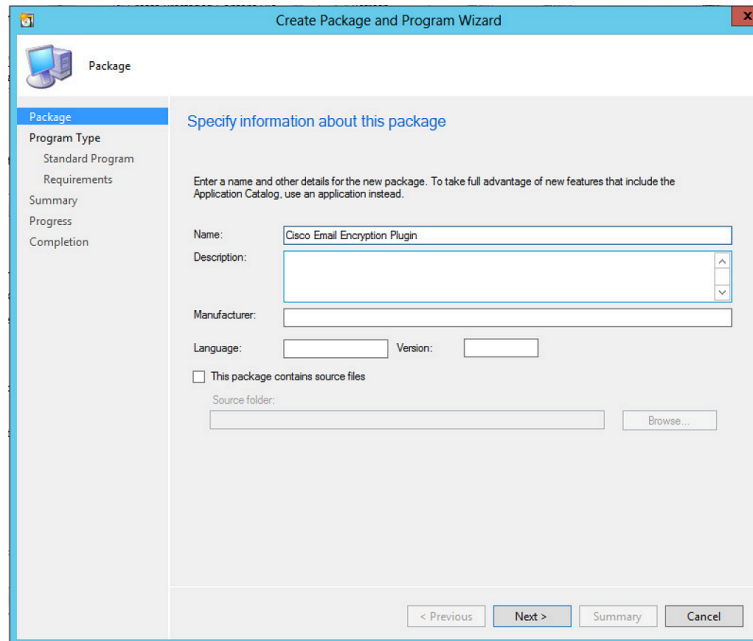 Create Package and Program Wizard
x
Package
Package
Program Type
Standard Program
Requirements
Summary
Progress
Completion
Specify information about this package
Enter a name and other details for the new package. To take full advantage of new features that include the
Application Catalog, use an application instead.
Name: Cisco Email Encryption Plugin
Description:
Manufacturer:
Language: Version:
This package contains source files
Source folder:
Browse...
< Previous Next > Summary Cancel